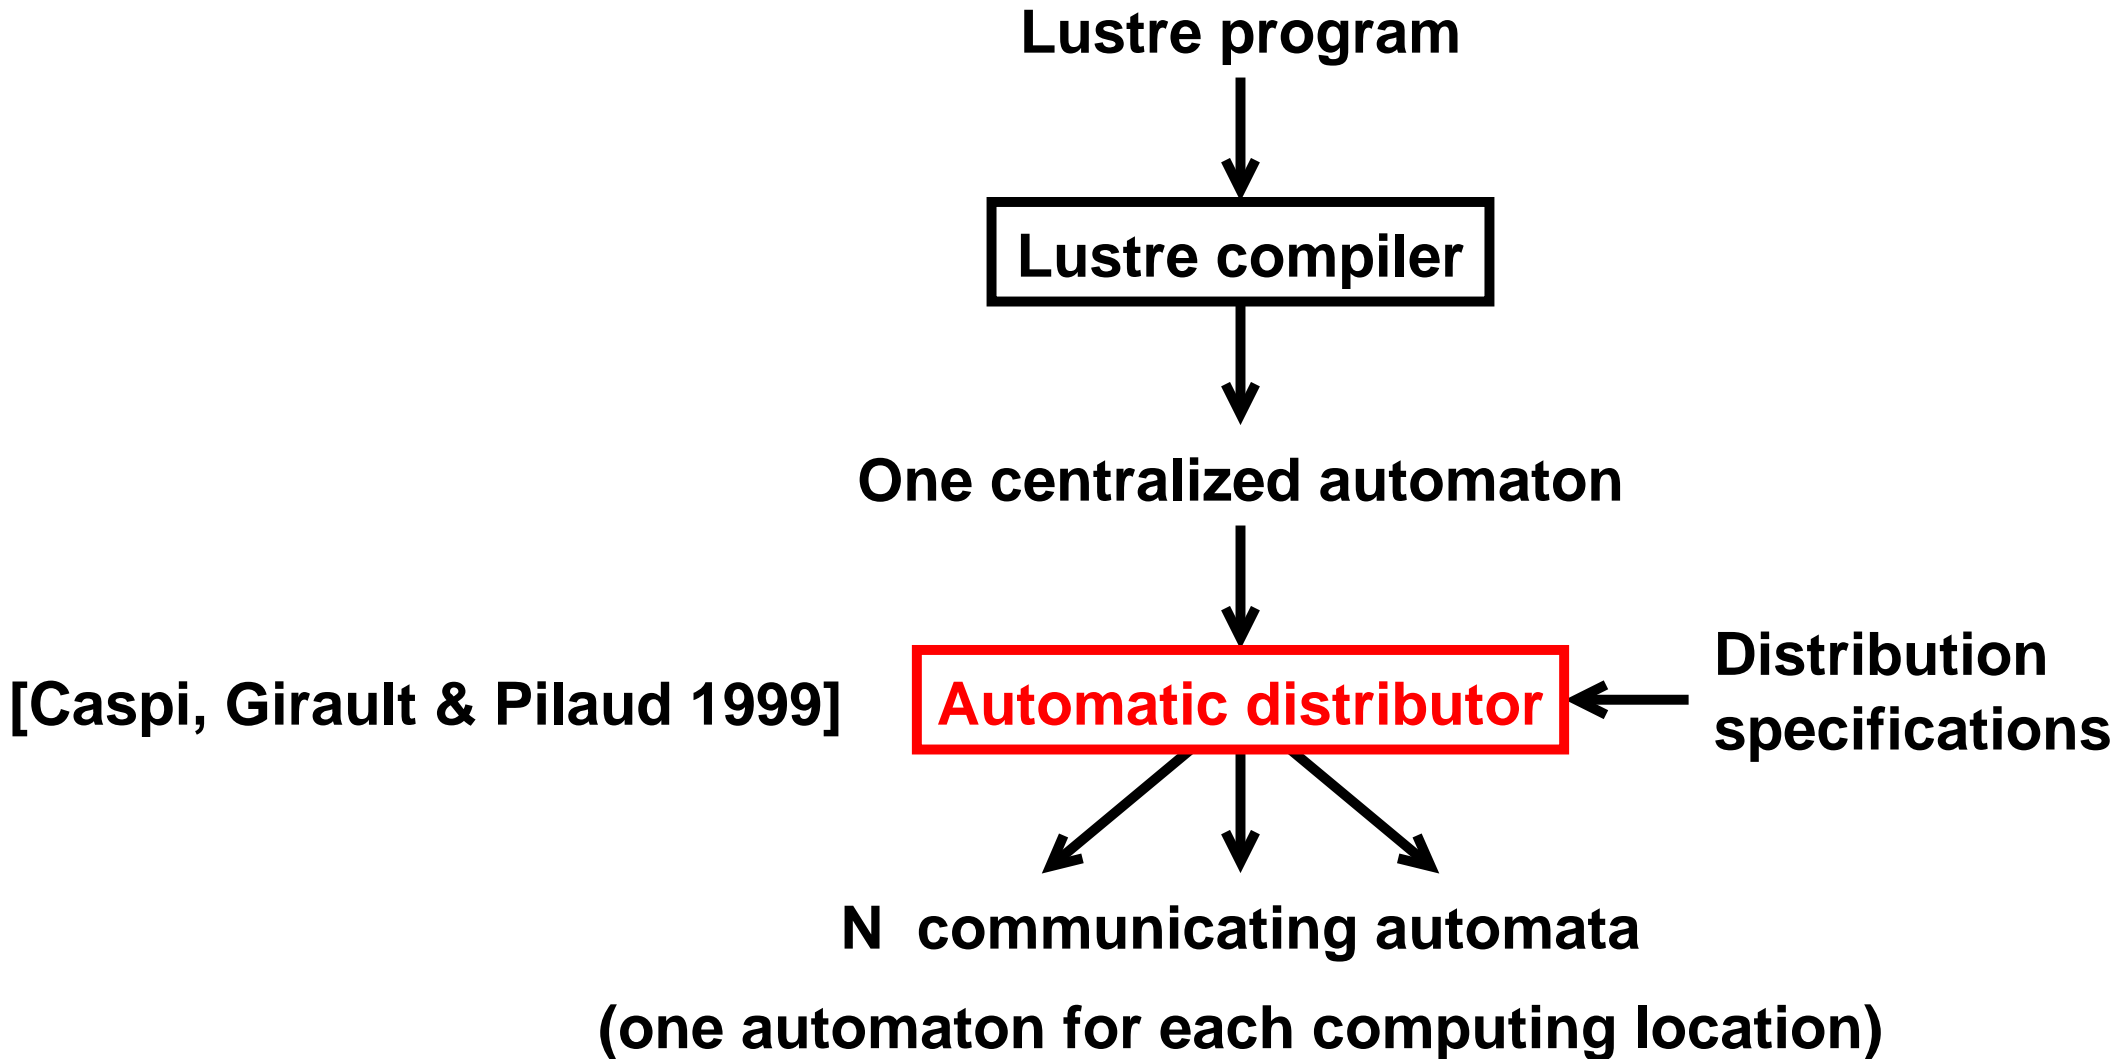 Lustre program
Lustre compiler
One centralized automaton
[Caspi, Girault & Pilaud 1999]
Automatic distributor
Distribution
specifications
N communicating automata
(one automaton for each computing location)